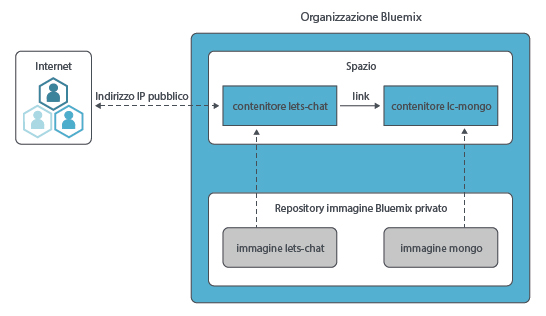 Organizzazione Bluemix
Internet
Spazio
Indirizzo IP pubblico
contenitore lets-chat
link
contenitore lc-mongo
Repository immagine Bluemix privato
immagine lets-chat
immagine mongo